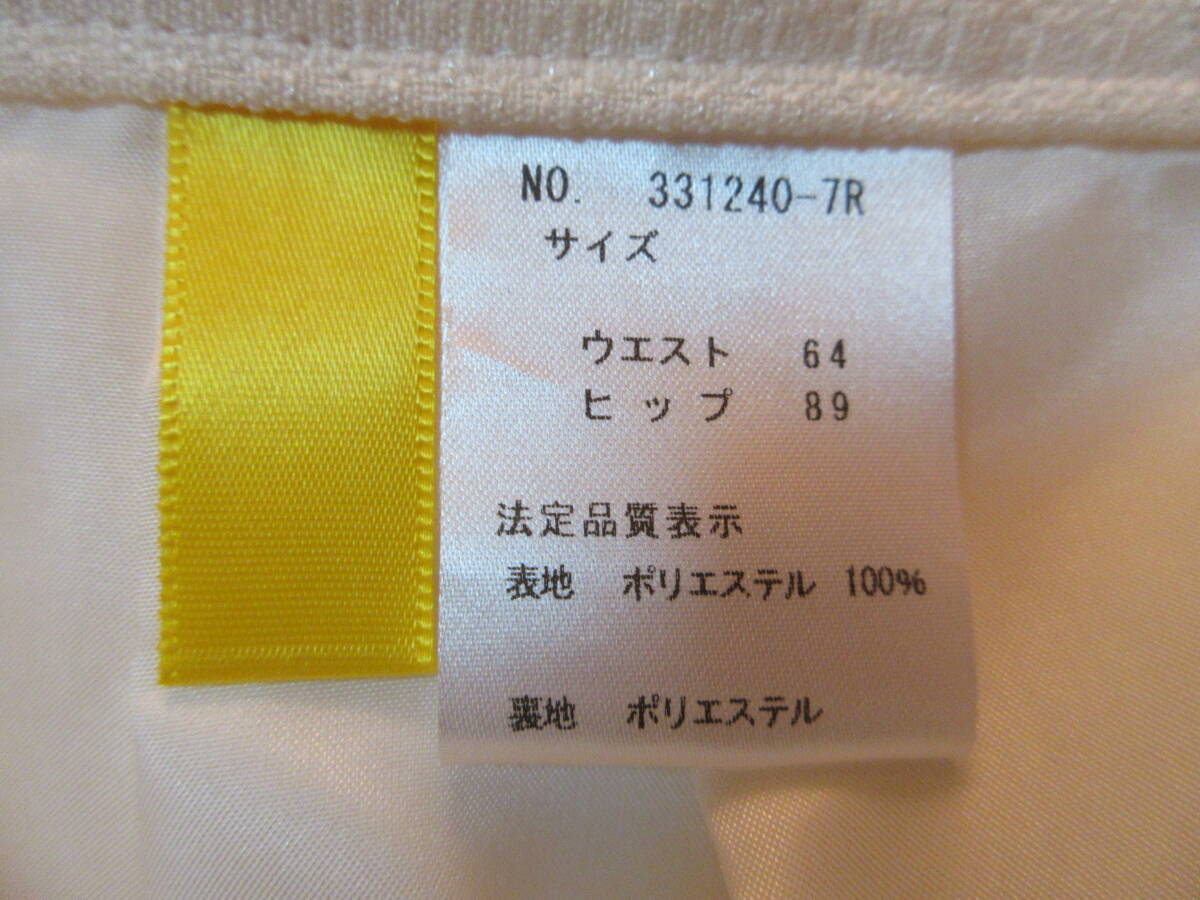 NO. 331240-7R
サイズ
ウエスト 64
ヒップ 89
法定品質表示
表地 ポリエステル 100%
裏地 ポリエステル